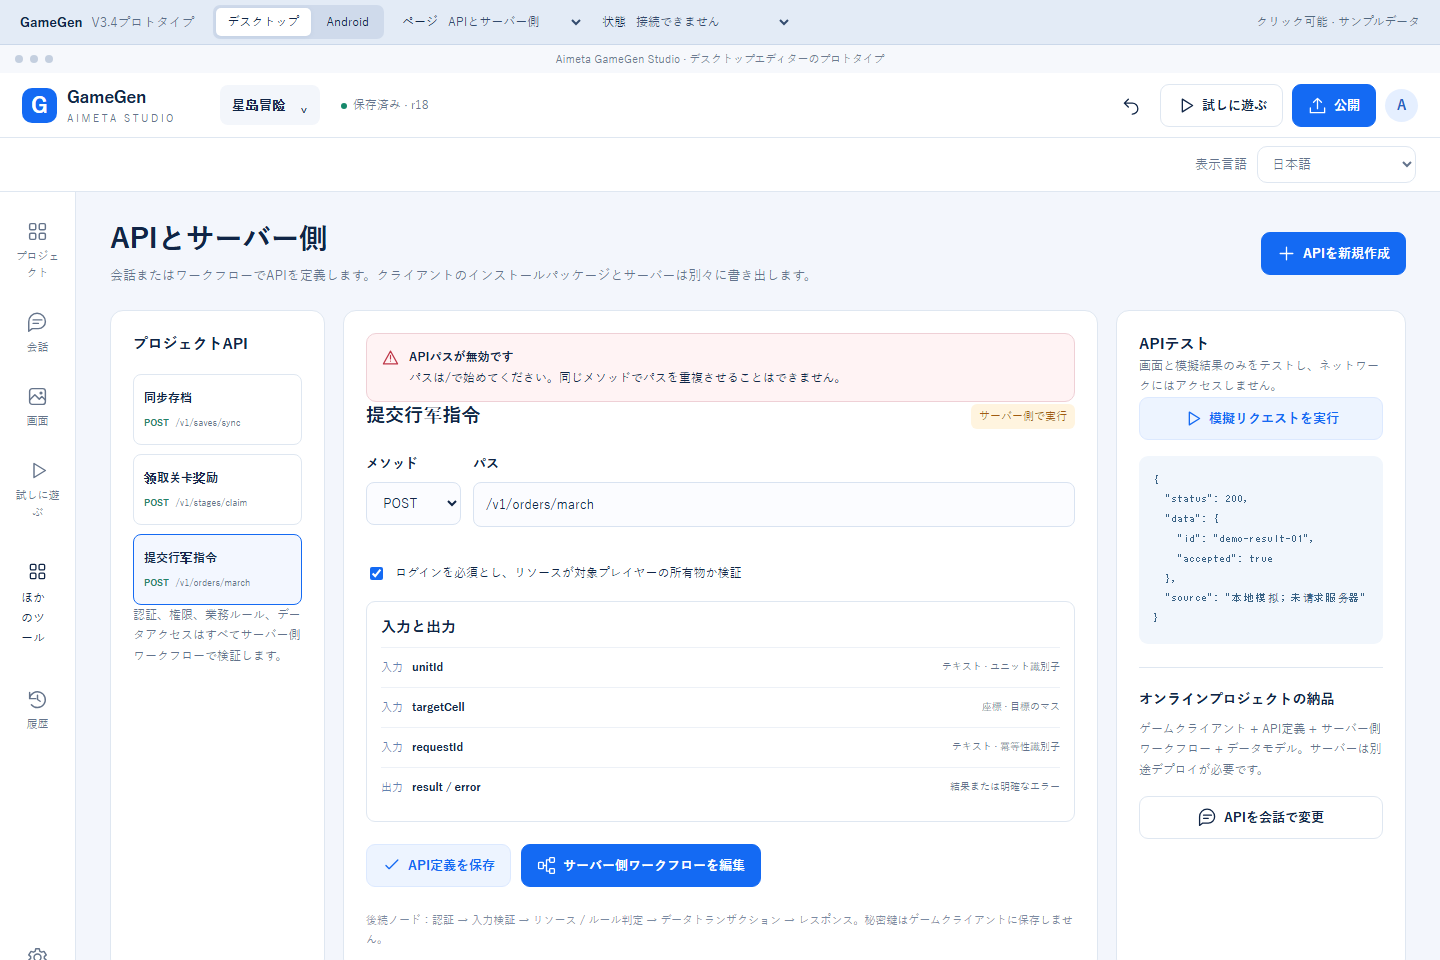 GameGen V3.4プロトタイプ デスクトップ Android ページ APIとサーバー側 状態 接続できません クリック可能・サンプルデータ
Aimeta GameGen Studio · デスクトップエディターのプロトタイプ
G GameGen
AIMETA STUDIO
星岛冒险
保存済み · r18
試しに遊ぶ
公開
A
表示言語 日本語
プロジェクト
会話
画面
試しに遊ぶ
ほかのツール
履歴
APIとサーバー側
会話またはワークフローでAPIを定義します。クライアントのインストールパッケージとサーバーは別々に書き出します。
APIを新規作成
プロジェクトAPI
同步存档
POST /v1/saves/sync
领取关卡奖励
POST /v1/stages/claim
提交行军指令
POST /v1/orders/march
認証、権限、業務ルール、デー
タアクセスはすべてサーバー側
ワークフローで検証します。
APIパスが無効です
パスは/で始めてください。同じメソッドでパスを重複させることはできません。
提交行军指令
サーバー側で実行
メソッド パス
POST /v1/orders/march
ログインを必須とし、リソースが対象プレイヤーの所有物か検証
入力と出力
入力 unitId テキスト · ユニット識別子
入力 targetCell 座標 · 目標のマス
入力 requestId テキスト · 冪等性識別子
出力 result / error 結果または明確なエラー
API定義を保存
サーバー側ワークフローを編集
後続ノード：認証 → 入力検証 → リソース / ルール判定 → データトランザクション → レスポンス。秘密鍵はゲームクライアントに保存しませ
ん。
APIテスト
画面と模擬結果のみをテストし、ネットワー
クにはアクセスしません。
模擬リクエストを実行
{
"status": 200,
"data": {
"id": "demo-result-01",
"accepted": true
},
"source": "本地模拟；未请求服务器"
}
オンラインプロジェクトの納品
ゲームクライアント + API定義 + サーバー側
ワークフロー + データモデル。サーバーは別
途デプロイが必要です。
APIを会話で変更